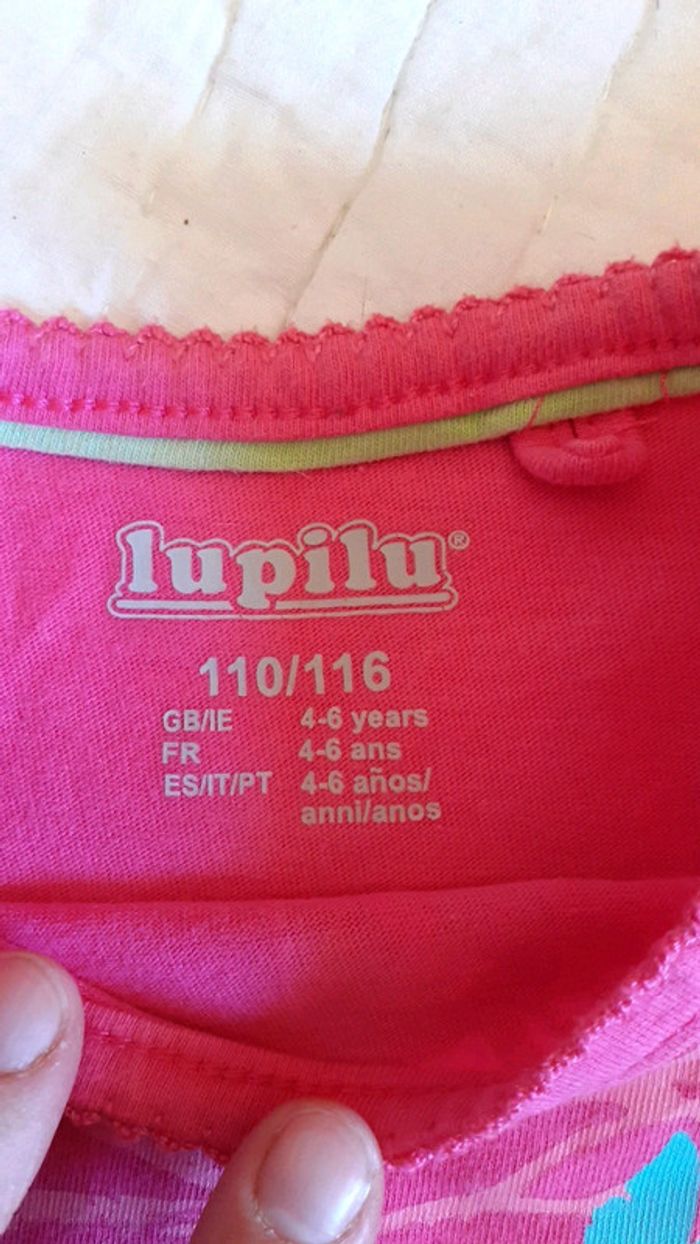 lupilu®
110/116
GB/IE 4-6 years
FR 4-6 ans
ES/IT/PT 4-6 años/
anni/anos